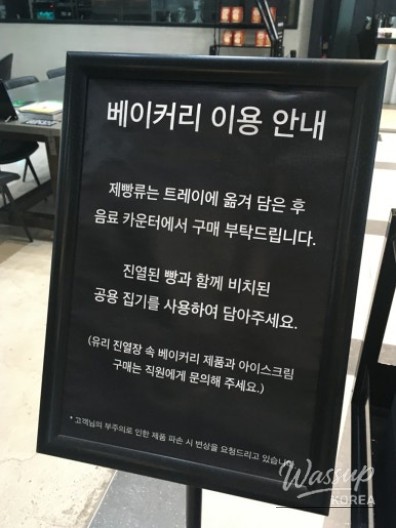 베이커리 이용 안내
제빵류는 트레이에 옮겨 담은 후
음료 카운터에서 구매 부탁드립니다.
진열된 빵과 함께 비치된
공용 집기를 사용하여 담아주세요.
(유리 진열장 속 베이커리 제품과 아이스크림
구매는 직원에게 문의해 주세요.)
* 고객님의 부주의로 인한 제품 파손 시 변상을 요청드리고 있습니다
Wassup
KOREA